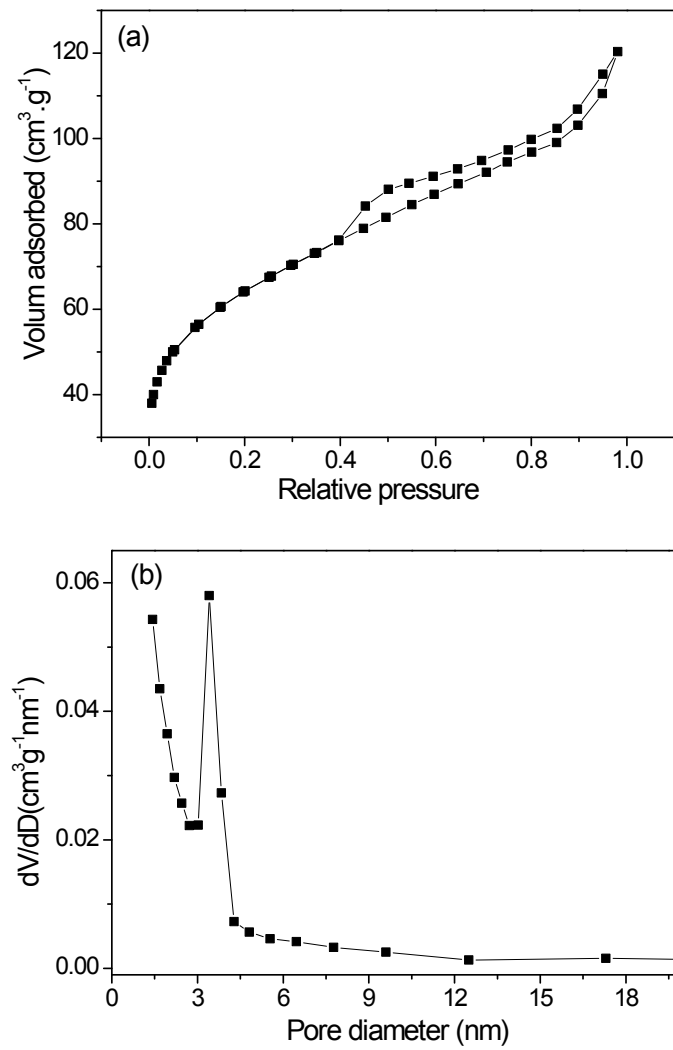 (a)
120
100
80
60
40
Volum adsorbed (cm³.g⁻¹)
0.0 0.2 0.4 0.6 0.8 1.0
Relative pressure
(b)
0.06
0.04
0.02
0.00
dV/dD(cm³g⁻¹nm⁻¹)
0 3 6 9 12 15 18
Pore diameter (nm)